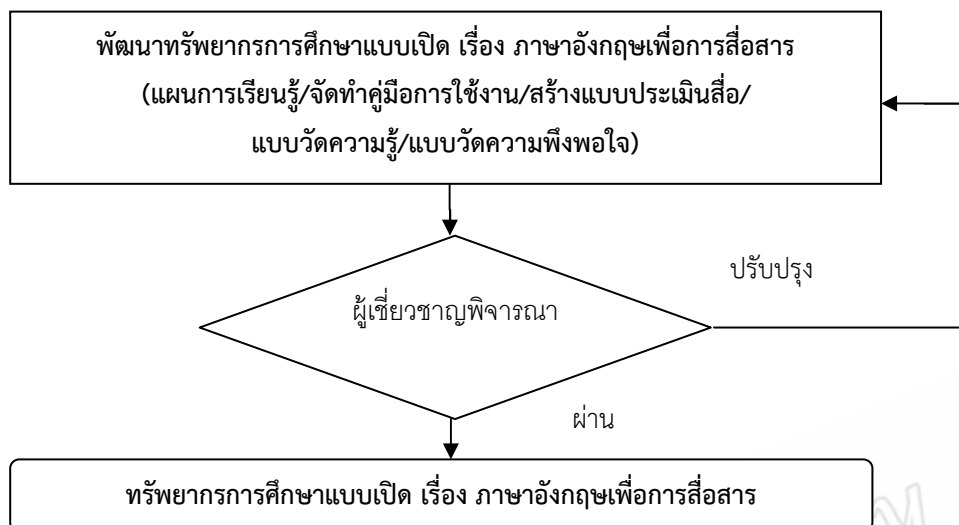 พัฒนาทรัพยากรการศึกษาแบบเปิด เรื่อง ภาษาอังกฤษเพื่อการสื่อสาร
(แผนการเรียนรู้/จัดทำคู่มือการใช้งาน/สร้างแบบประเมินสื่อ/
แบบวัดความรู้/แบบวัดความพึงพอใจ)
ปรับปรุง
ผู้เชี่ยวชาญพิจารณา
ผ่าน
ทรัพยากรการศึกษาแบบเปิด เรื่อง ภาษาอังกฤษเพื่อการสื่อสาร